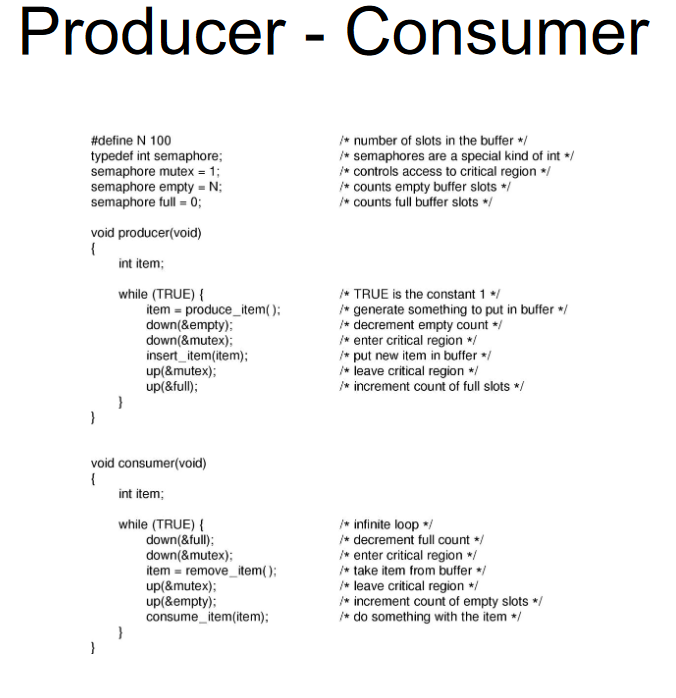 Producer - Consumer
#define N 100 /* number of slots in the buffer */
typedef int semaphore; /* semaphores are a special kind of int */
semaphore mutex = 1; /* controls access to critical region */
semaphore empty = N; /* counts empty buffer slots */
semaphore full = 0; /* counts full buffer slots */
void producer(void)
{
int item;
while (TRUE) { /* TRUE is the constant 1 */
item = produce_item( ); /* generate something to put in buffer */
down(&empty); /* decrement empty count */
down(&mutex); /* enter critical region */
insert_item(item); /* put new item in buffer */
up(&mutex); /* leave critical region */
up(&full); /* increment count of full slots */
}
}
void consumer(void)
{
int item;
while (TRUE) { /* infinite loop */
down(&full); /* decrement full count */
down(&mutex); /* enter critical region */
item = remove_item( ); /* take item from buffer */
up(&mutex); /* leave critical region */
up(&empty); /* increment count of empty slots */
consume_item(item); /* do something with the item */
}
}